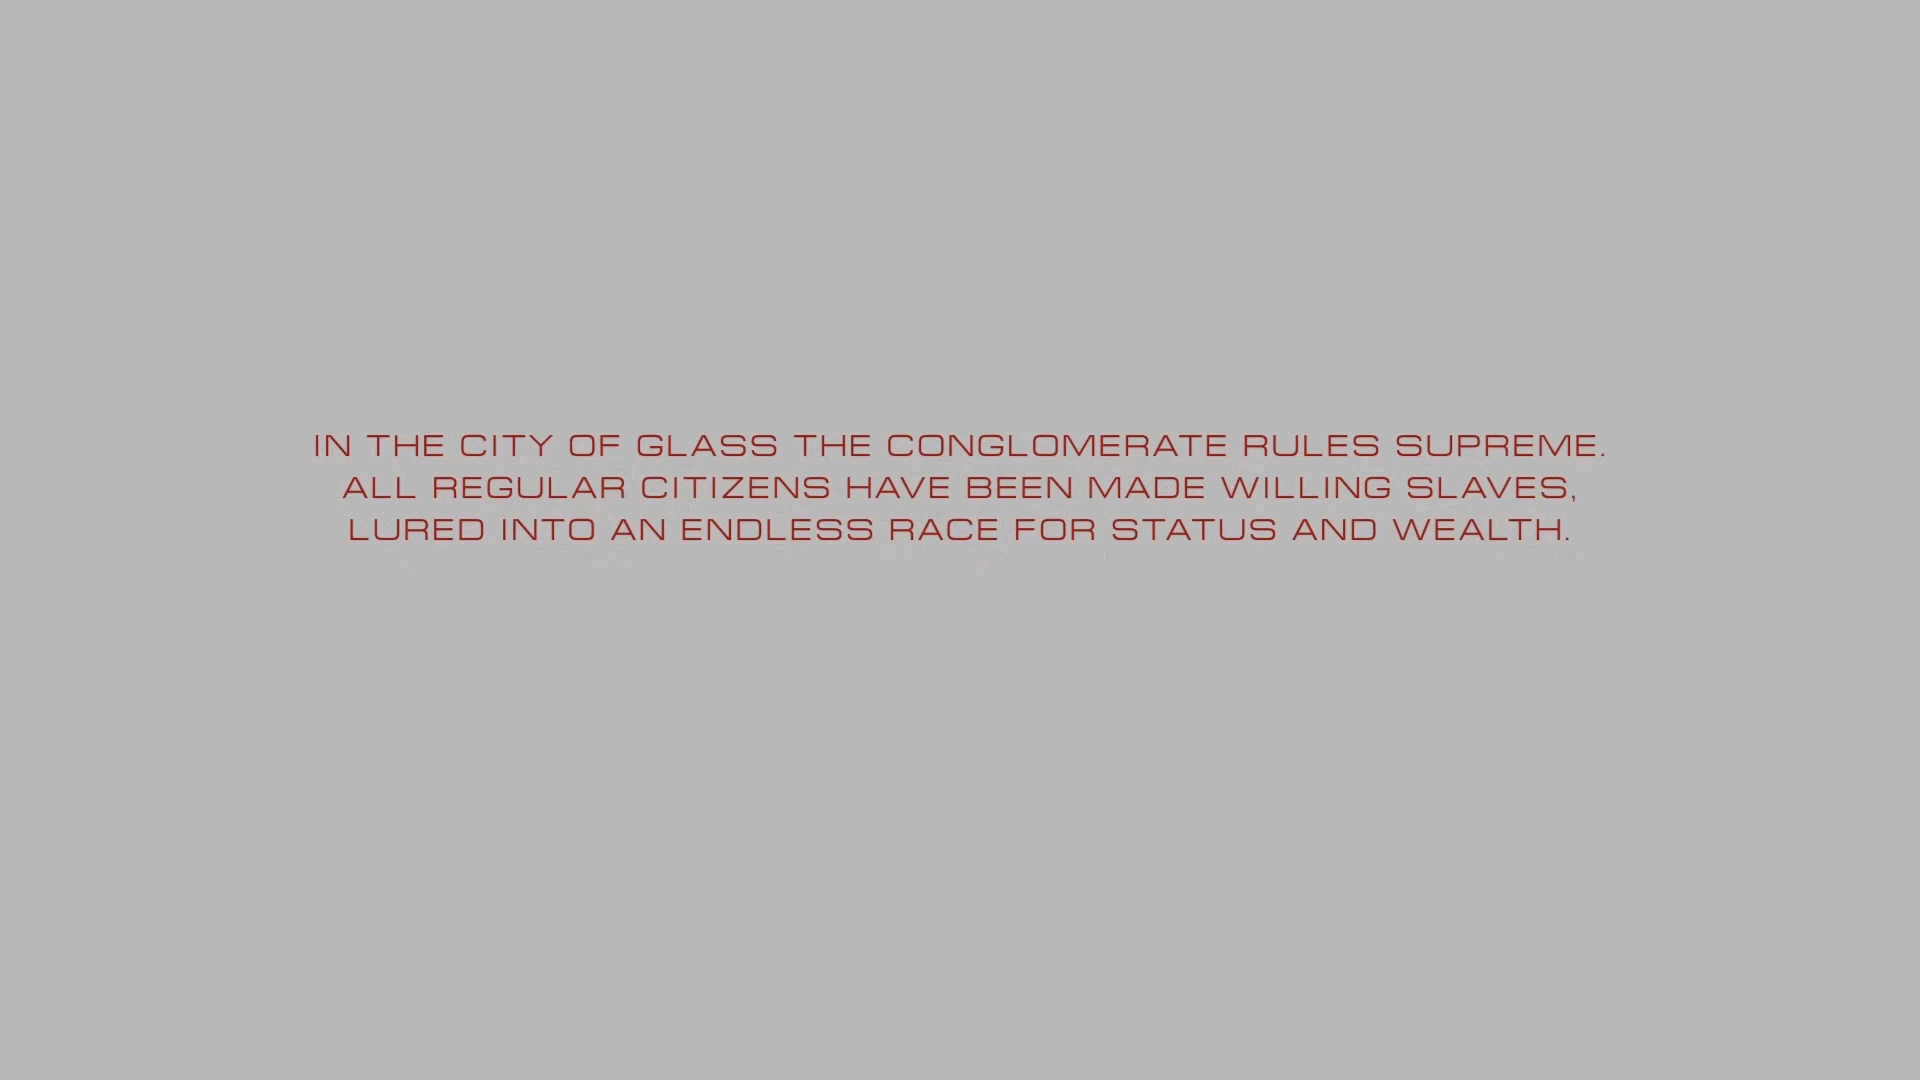 IN THE CITY OF GLASS THE CONGLOMERATE RULES SUPREME.
ALL REGULAR CITIZENS HAVE BEEN MADE WILLING SLAVES,
LURED INTO AN ENDLESS RACE FOR STATUS AND WEALTH.